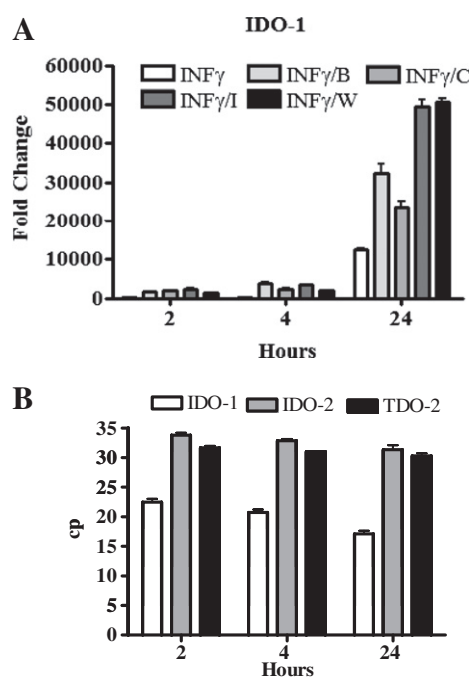 A
IDO-1
INFγ INFγ/B INFγ/C
INFγ/I INFγ/W
60000
50000
40000
30000
20000
10000
0
Fold Change
2 4 24
Hours
B
IDO-1 IDO-2 TDO-2
35
30
25
20
15
10
5
0
cp
2 4 24
Hours